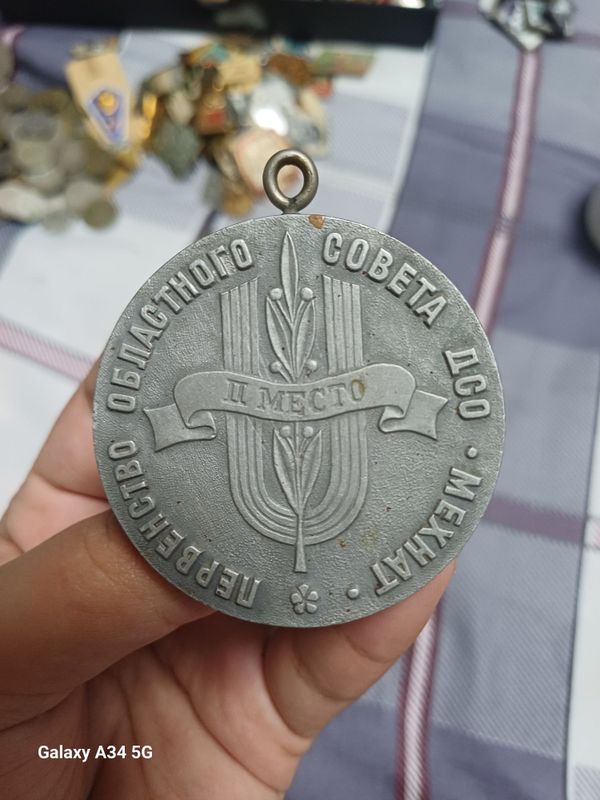 ПЕРВЕНСТВО ОБЛАСТНОГО СОВЕТА ДСО • МЕХНАТ •
II МЕСТО
Galaxy A34 5G